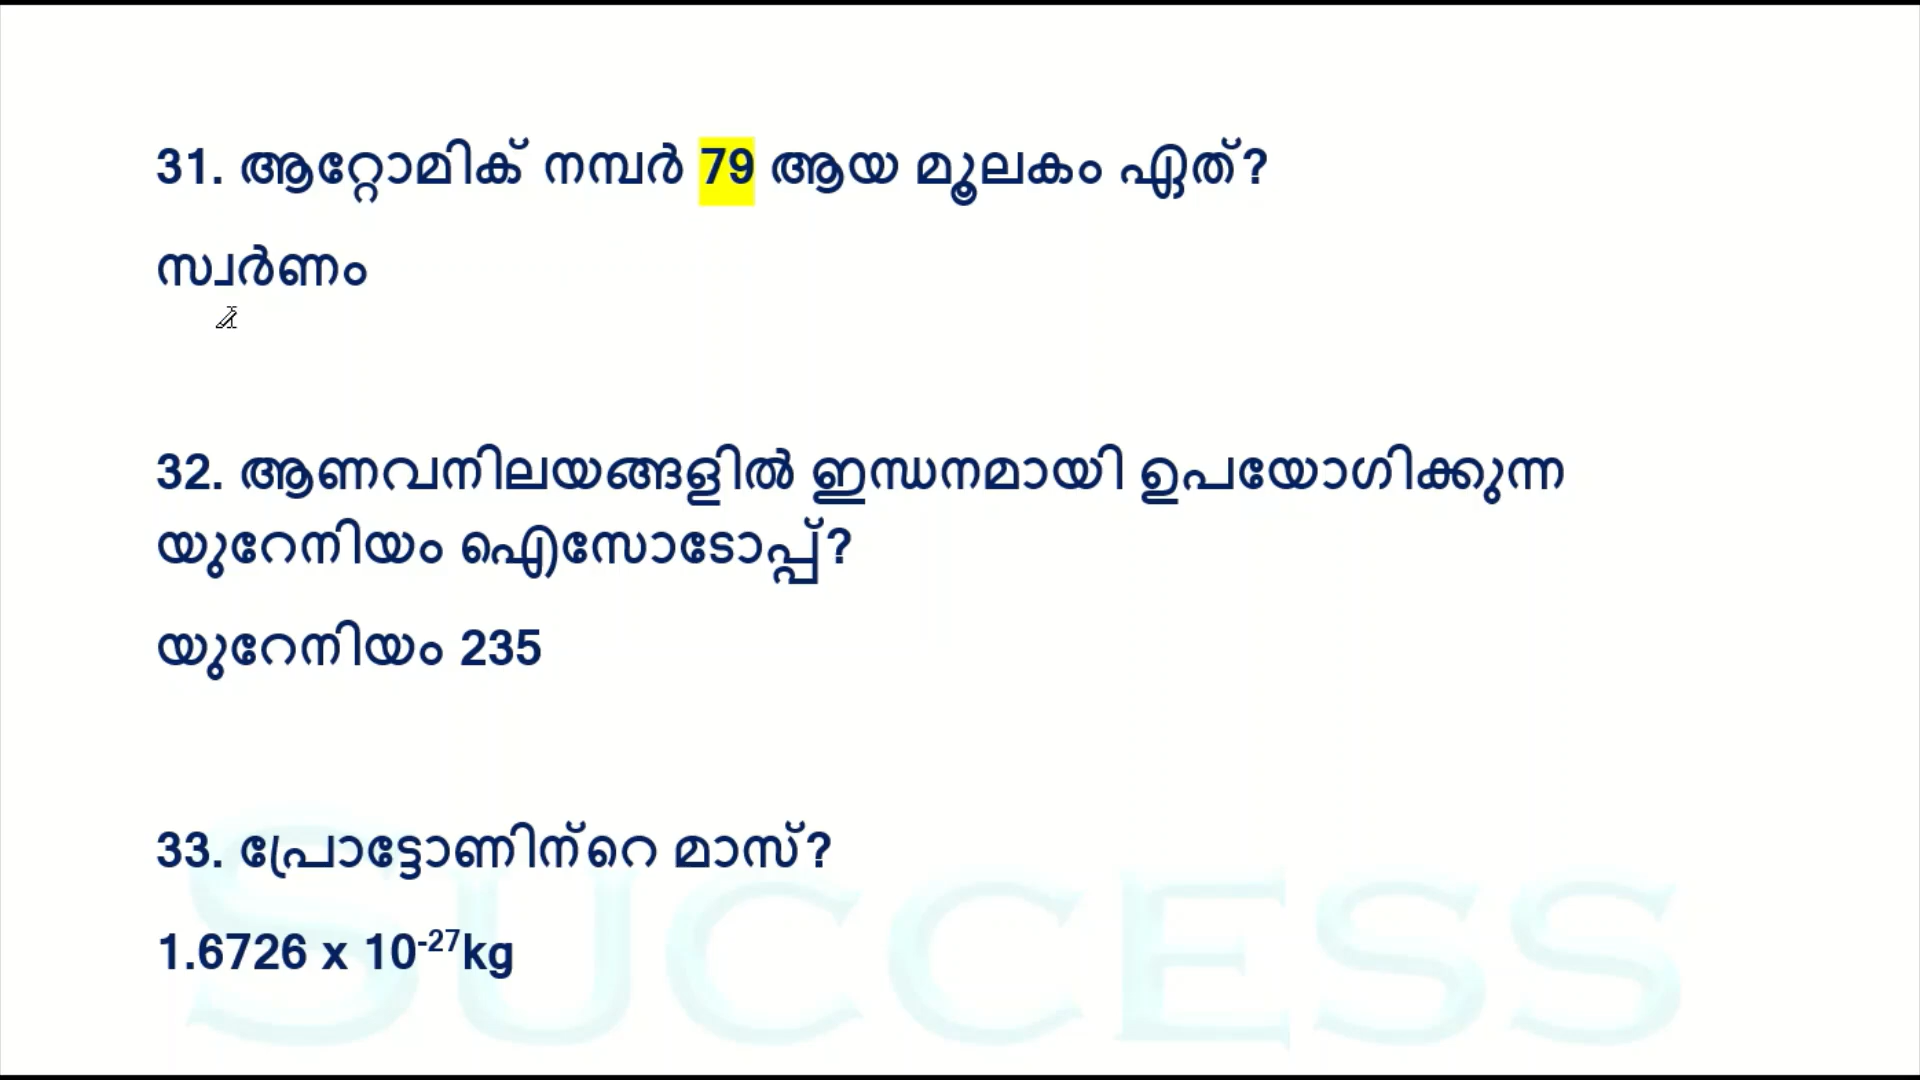 31. ആറ്റോമിക് നമ്പർ 79 ആയ മൂലകം ഏത്?
സ്വർണം
32. ആണവനിലയങ്ങളിൽ ഇന്ധനമായി ഉപയോഗിക്കുന്ന
യുറേനിയം ഐസോടോപ്പ്?
യുറേനിയം 235
33. പ്രോട്ടോണിന്റെ മാസ്?
1.6726 x 10⁻²⁷kg
SUCCESS